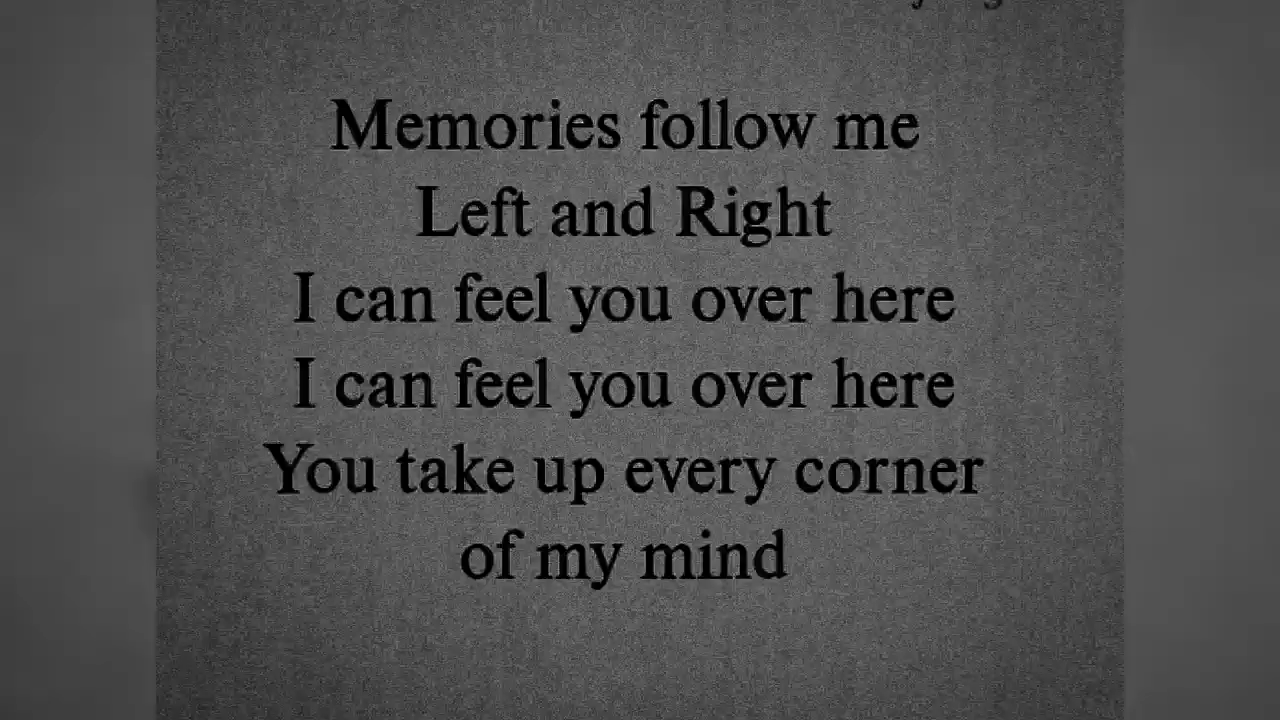 Memories follow me
Left and Right
I can feel you over here
I can feel you over here
You take up every corner
of my mind